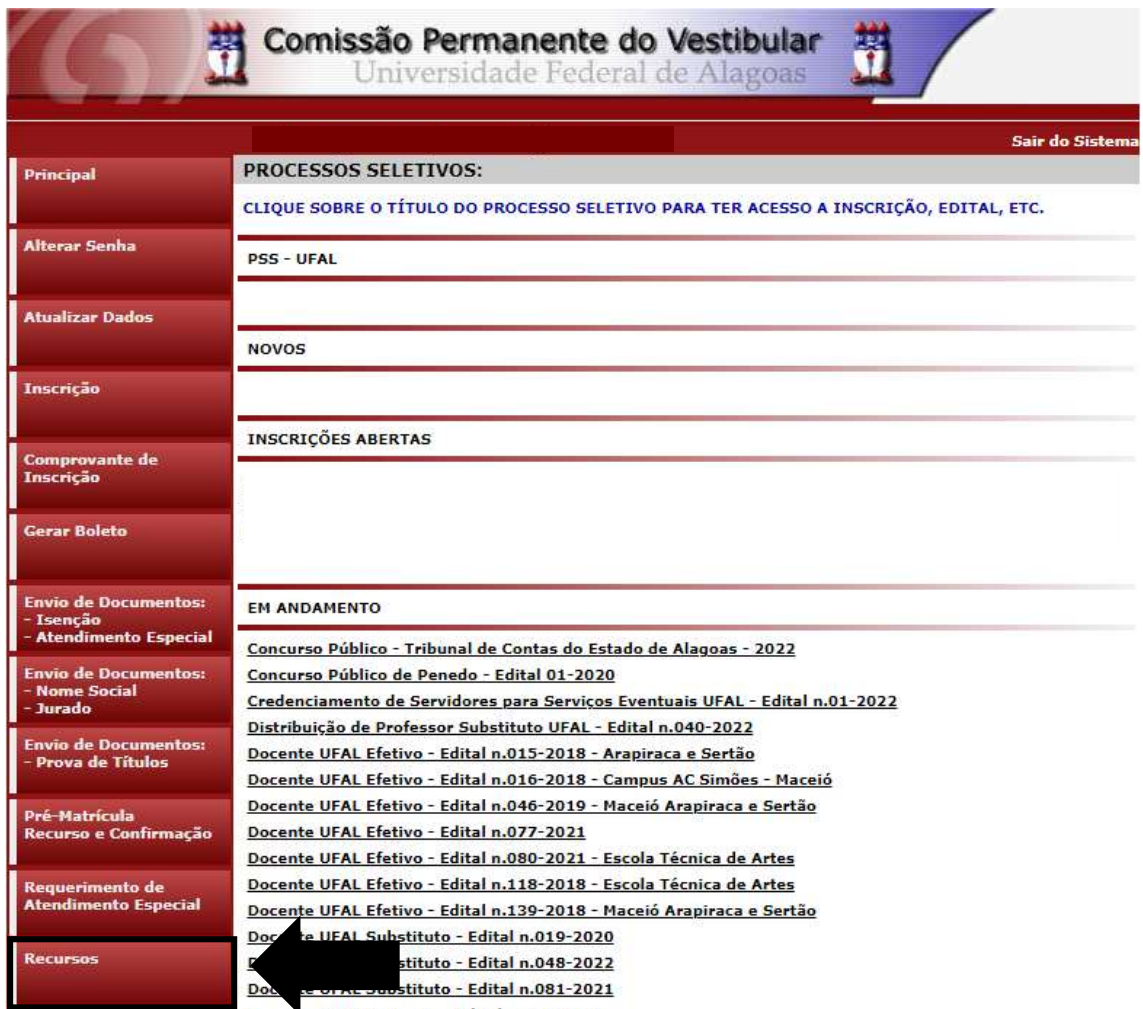 Comissão Permanente do Vestibular
Universidade Federal de Alagoas
Sair do Sistema
Principal
Alterar Senha
Atualizar Dados
Inscrição
Comprovante de
Inscrição
Gerar Boleto
Envio de Documentos:
- Isenção
- Atendimento Especial
Envio de Documentos:
- Nome Social
- Jurado
Envio de Documentos:
- Prova de Títulos
Pré-Matrícula
Recurso e Confirmação
Requerimento de
Atendimento Especial
Recursos
PROCESSOS SELETIVOS:
CLIQUE SOBRE O TÍTULO DO PROCESSO SELETIVO PARA TER ACESSO A INSCRIÇÃO, EDITAL, ETC.
PSS - UFAL
NOVOS
INSCRIÇÕES ABERTAS
EM ANDAMENTO
Concurso Público - Tribunal de Contas do Estado de Alagoas - 2022
Concurso Público de Penedo - Edital 01-2020
Credenciamento de Servidores para Serviços Eventuais UFAL - Edital n.01-2022
Distribuição de Professor Substituto UFAL - Edital n.040-2022
Docente UFAL Efetivo - Edital n.015-2018 - Arapiraca e Sertão
Docente UFAL Efetivo - Edital n.016-2018 - Campus AC Simões - Maceió
Docente UFAL Efetivo - Edital n.046-2019 - Maceió Arapiraca e Sertão
Docente UFAL Efetivo - Edital n.077-2021
Docente UFAL Efetivo - Edital n.080-2021 - Escola Técnica de Artes
Docente UFAL Efetivo - Edital n.118-2018 - Escola Técnica de Artes
Docente UFAL Efetivo - Edital n.139-2018 - Maceió Arapiraca e Sertão
UFAL Substituto - Edital n.019-2020
- Edital n.048-2022
- Edital n.081-2021